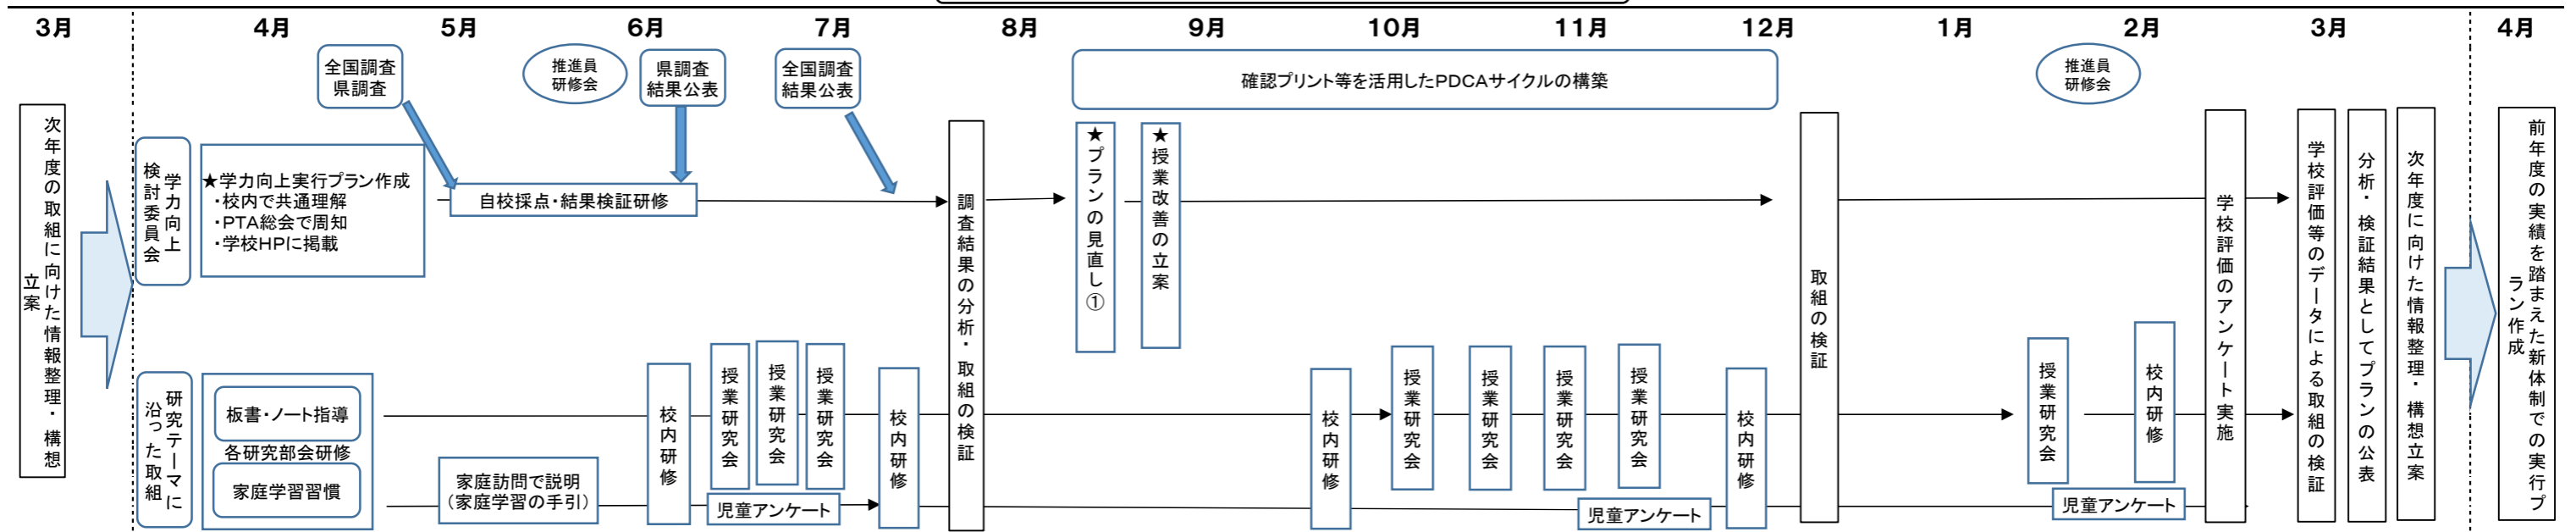 3月
4月
5月
6月
7月
8月
9月
10月
11月
12月
1月
2月
3月
4月
全国調査
県調査
推進員
研修会
県調査
結果公表
全国調査
結果公表
確認プリント等を活用したPDCAサイクルの構築
推進員
研修会
次年度の取組に向けた情報整理・構想
立案
学力向上
検討委員会
★学力向上実行プラン作成
・校内で共通理解
・PTA総会で周知
・学校HPに掲載
自校採点・結果検証研修
調査結果の分析・取組の検証
★プランの見直し①
★授業改善の立案
取組の検証
学校評価のアンケート実施
学校評価等のデータによる取組の検証
分析・検証結果としてプランの公表
次年度に向けた情報整理・構想立案
前年度の実績を踏まえた新体制での実行プ
ラン作成
研究テーマに
沿った取組
板書・ノート指導
各研究部会研修
家庭学習習慣
家庭訪問で説明
（家庭学習の手引）
校内研修
授業研究会
授業研究会
授業研究会
児童アンケート
校内研修
校内研修
授業研究会
授業研究会
授業研究会
授業研究会
児童アンケート
校内研修
授業研究会
校内研修
児童アンケート